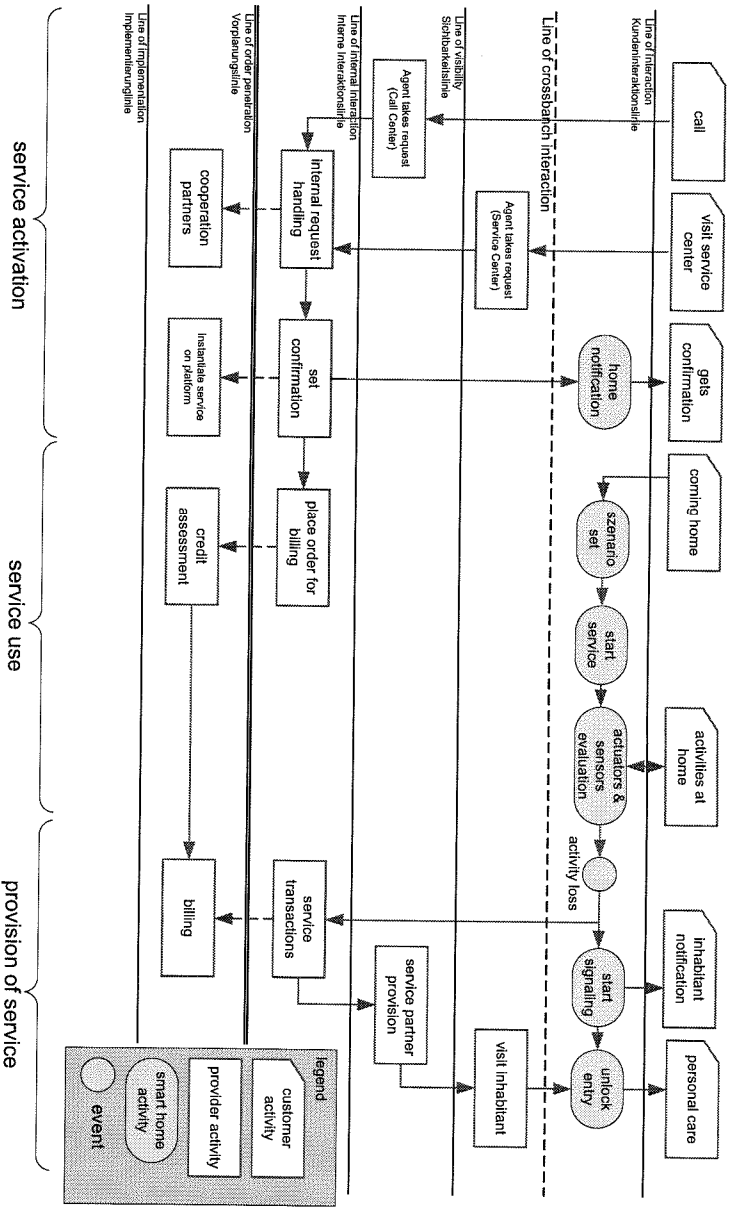 call
visit service
center
gets
confirmation
coming home
activities at
home
inhabitant
notification
personal care
Line of Interaction
Kundeninteraktionslinie
home
notification
szenario
set
start
service
actuators &
sensors
evaluation
activity loss
start
signaling
unlock
entry
Line of crossbanch interaction
Agent takes request
(Service Center)
visit inhabitant
Line of visibility
Sichtbarkeitslinie
Agent takes request
(Call Center)
service partner
provision
Line of internal Interaction
Interne Interaktionslinie
internal request
handling
set
confirmation
place order for
billing
service
transactions
Line of order penetration
Vorplanungslinie
cooperation
partners
Instantiate service
on platform
credit
assessment
billing
Line of implementation
Implementierunglinie
service activation
service use
provision of service
legend
customer
activity
provider activity
smart home
activity
event